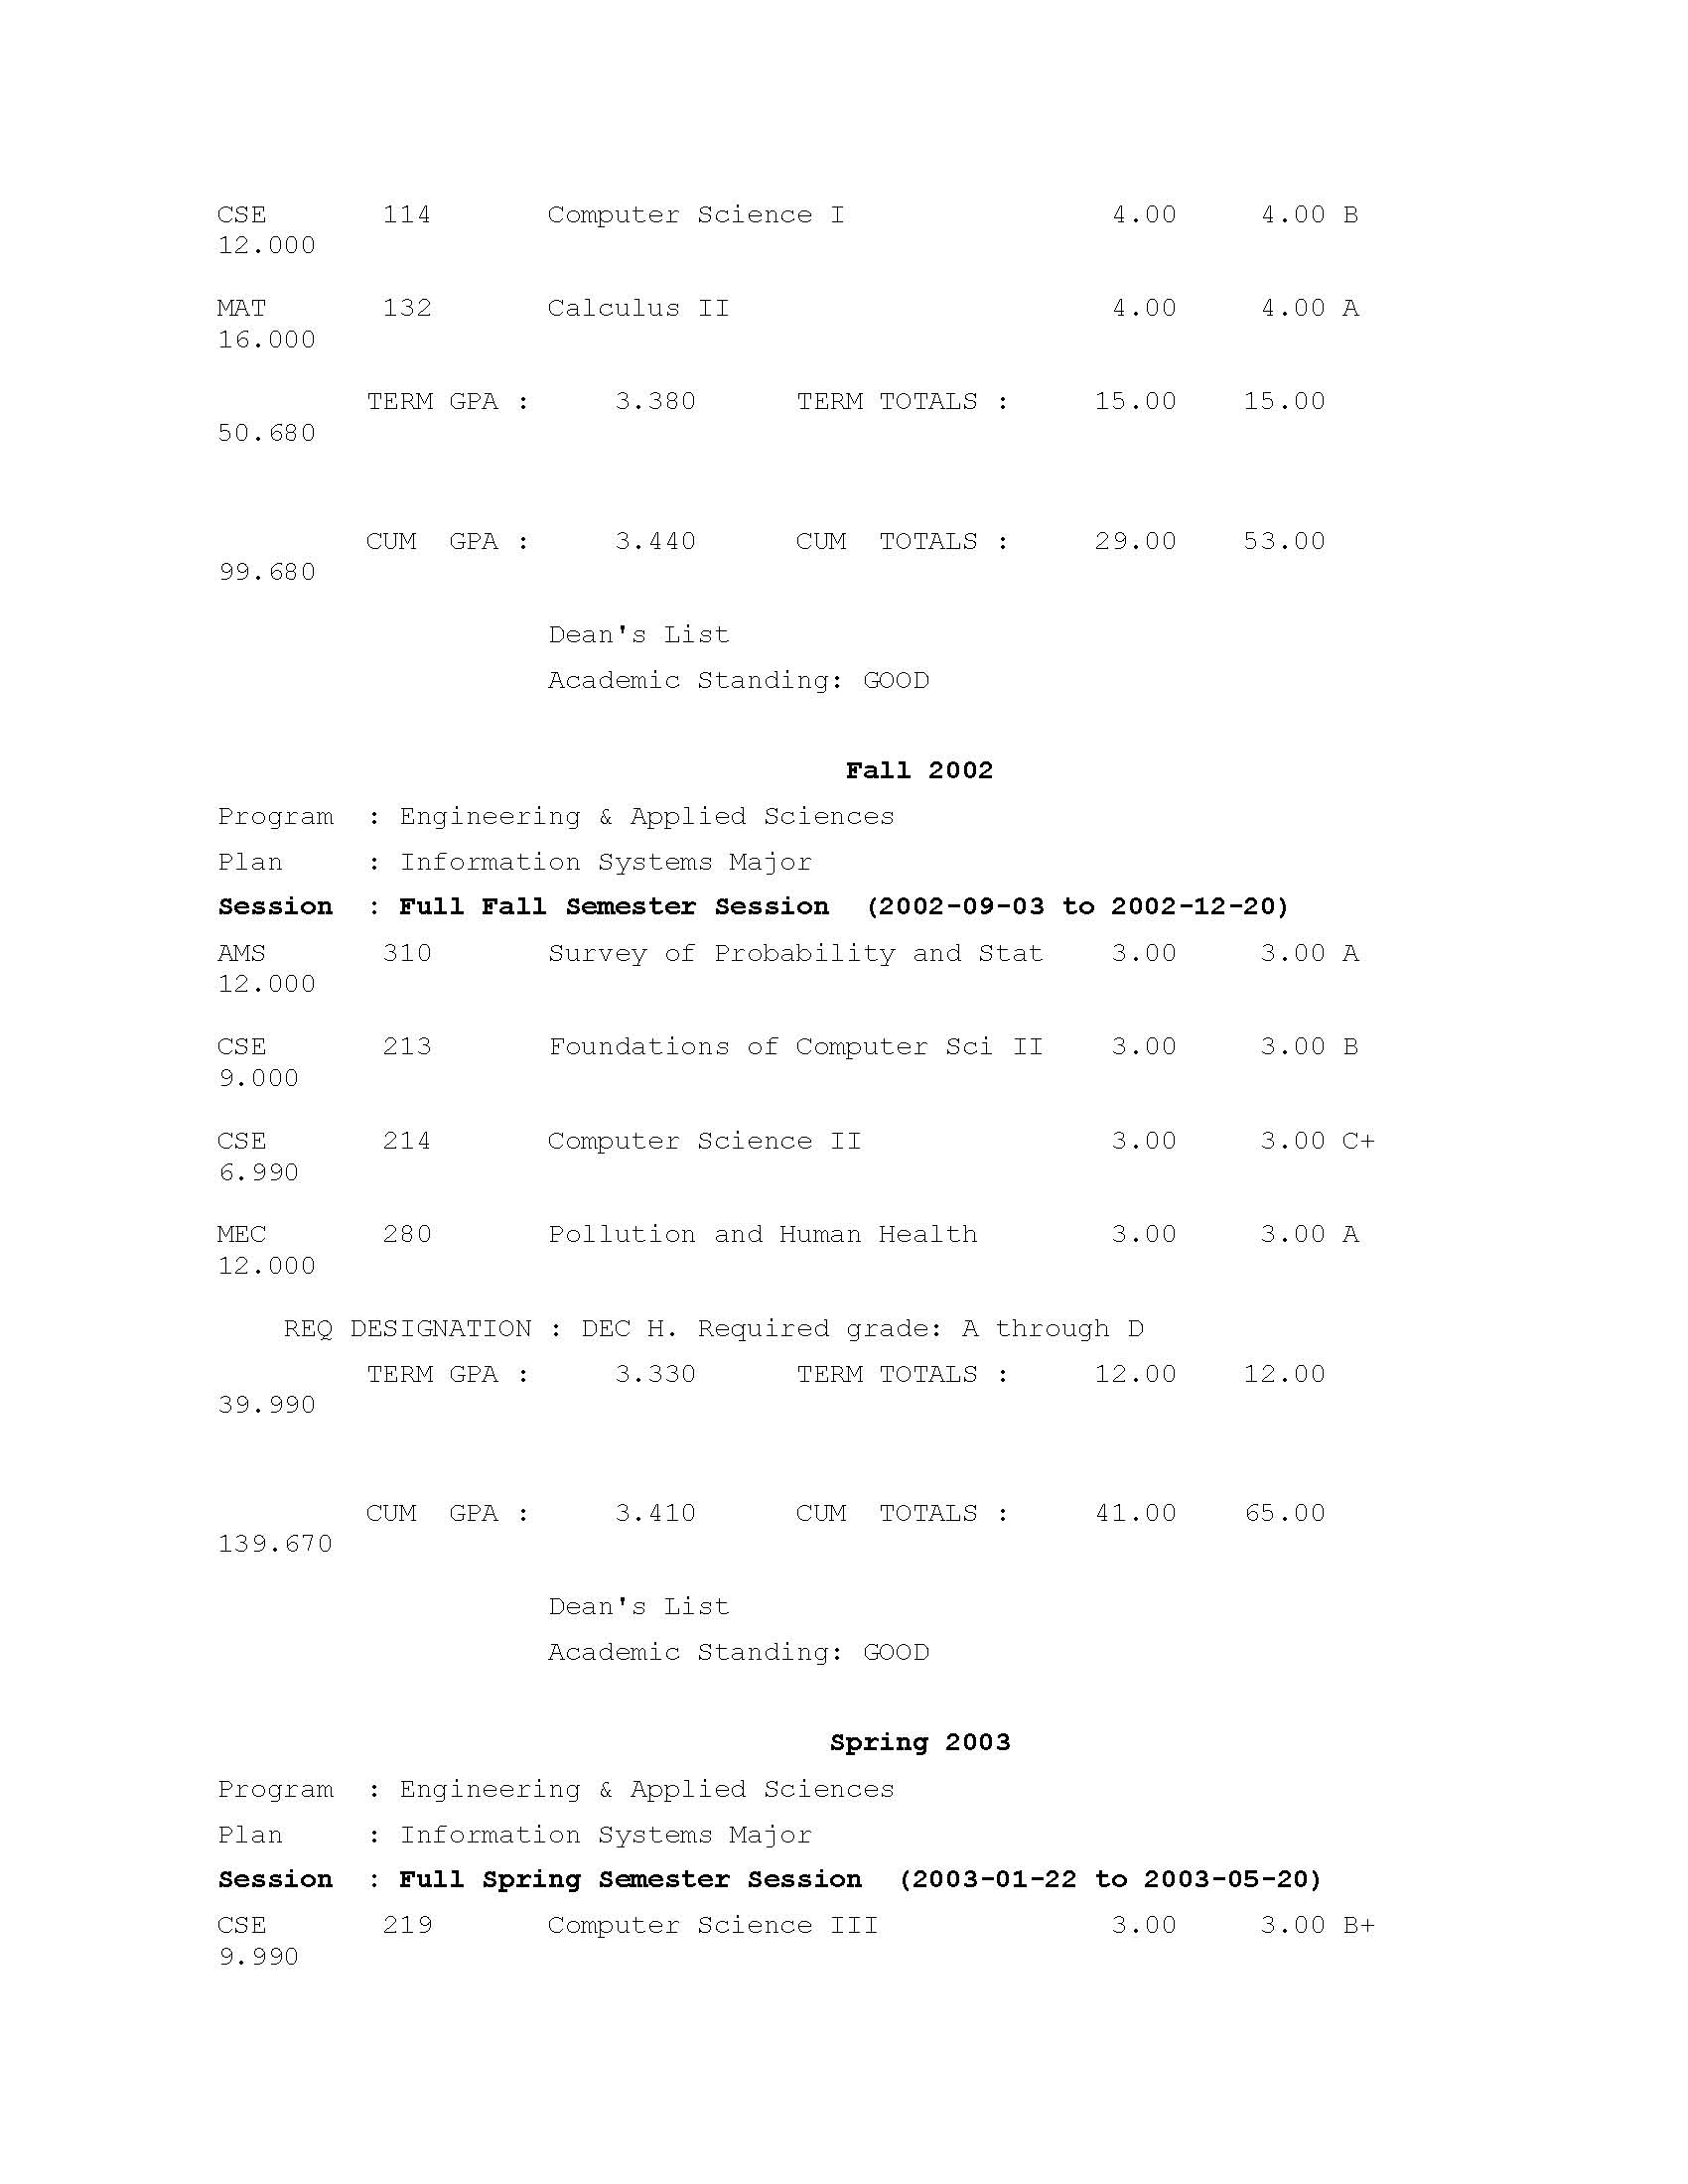 CSE 114 Computer Science I 4.00 4.00 B
12.000
MAT 132 Calculus II 4.00 4.00 A
16.000
TERM GPA : 3.380 TERM TOTALS : 15.00 15.00
50.680
CUM GPA : 3.440 CUM TOTALS : 29.00 53.00
99.680
Dean's List
Academic Standing: GOOD
Fall 2002
Program : Engineering & Applied Sciences
Plan : Information Systems Major
Session : Full Fall Semester Session (2002-09-03 to 2002-12-20)
AMS 310 Survey of Probability and Stat 3.00 3.00 A
12.000
CSE 213 Foundations of Computer Sci II 3.00 3.00 B
9.000
CSE 214 Computer Science II 3.00 3.00 C+
6.990
MEC 280 Pollution and Human Health 3.00 3.00 A
12.000
REQ DESIGNATION : DEC H. Required grade: A through D
TERM GPA : 3.330 TERM TOTALS : 12.00 12.00
39.990
CUM GPA : 3.410 CUM TOTALS : 41.00 65.00
139.670
Dean's List
Academic Standing: GOOD
Spring 2003
Program : Engineering & Applied Sciences
Plan : Information Systems Major
Session : Full Spring Semester Session (2003-01-22 to 2003-05-20)
CSE 219 Computer Science III 3.00 3.00 B+
9.990